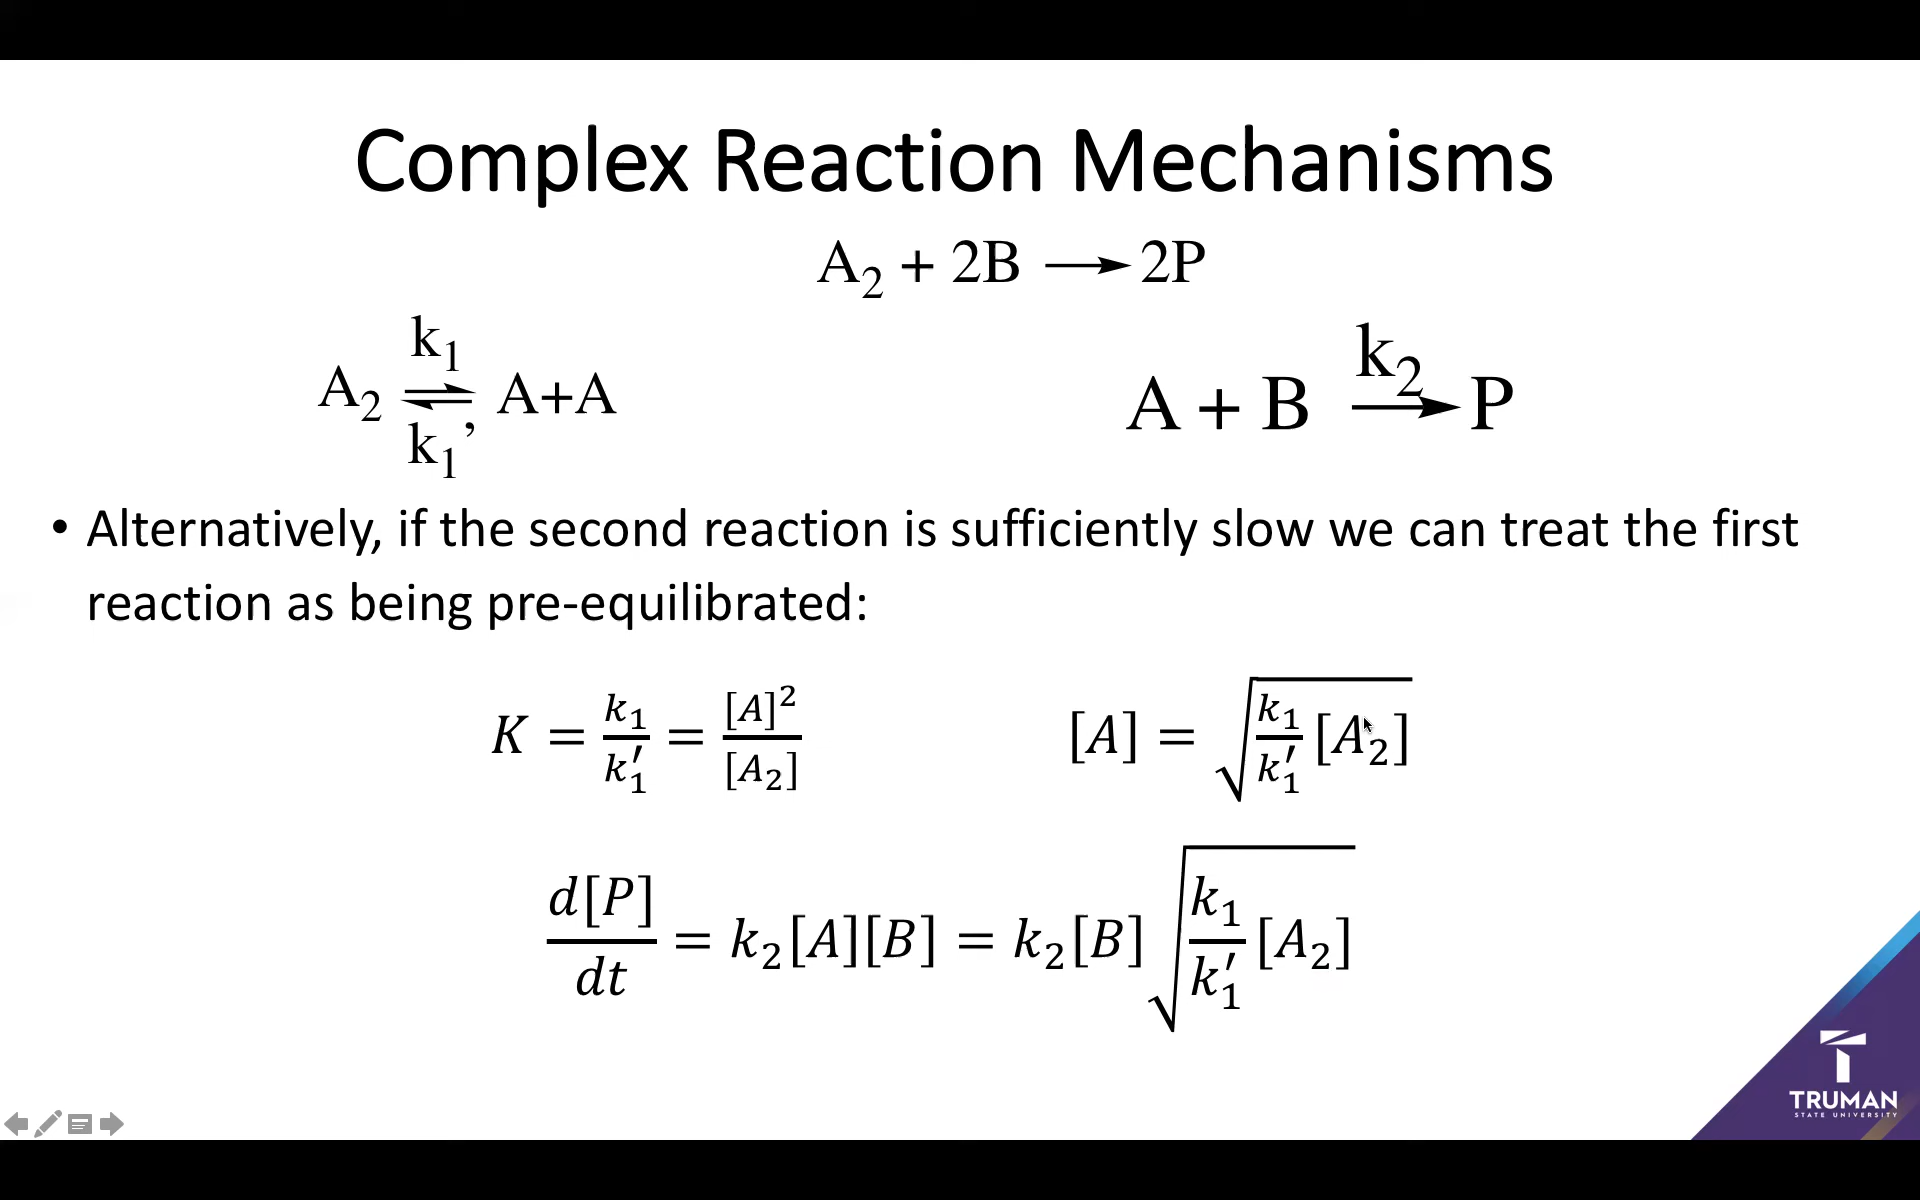 Complex Reaction Mechanisms
A₂ + 2B ⟶ 2P
A₂ ⇌ A+A
k₁
k₁’
A + B ⟶ P
k₂
• Alternatively, if the second reaction is sufficiently slow we can treat the first
reaction as being pre-equilibrated:
K = k₁/k₁′ = [A]²/[A₂]
[A] = √(k₁/k₁′ [A₂])
d[P]/dt = k₂[A][B] = k₂[B]√(k₁/k₁′ [A₂])
TRUMAN
STATE UNIVERSITY